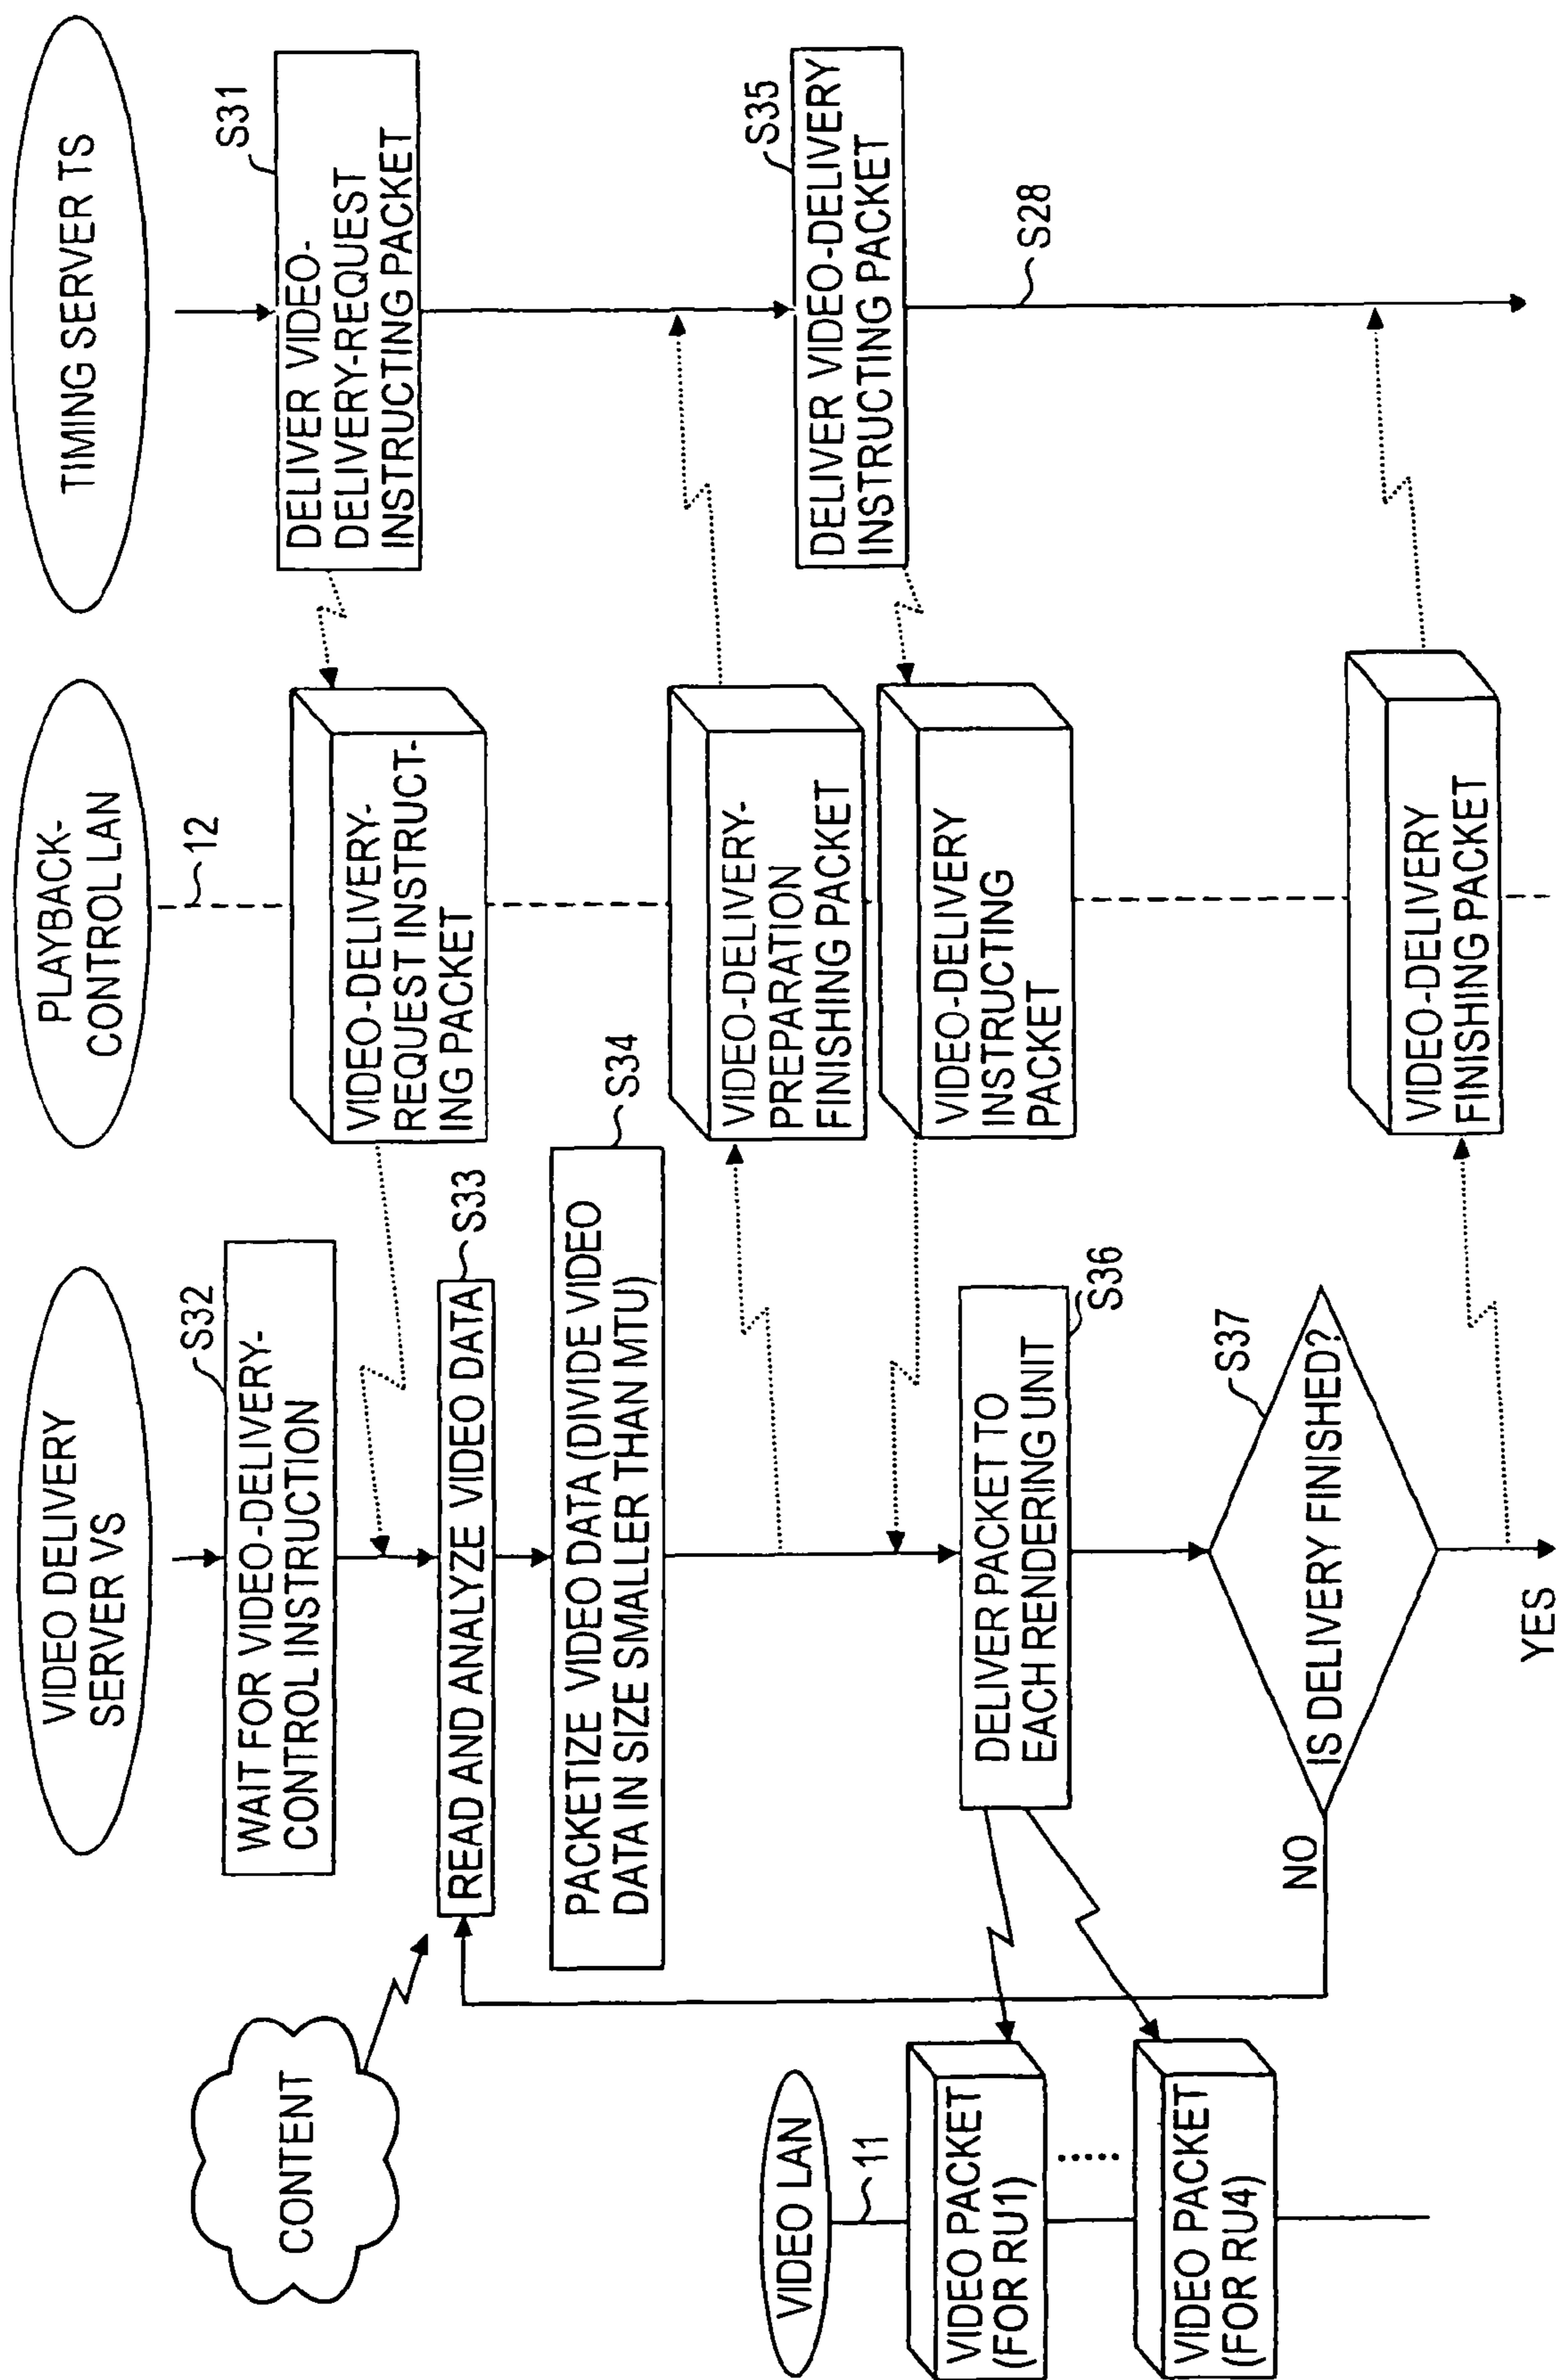 VIDEO DELIVERY
SERVER VS
PLAYBACK-
CONTROL LAN
TIMING SERVER TS
12
S32
WAIT FOR VIDEO-DELIVERY-
CONTROL INSTRUCTION
S31
DELIVER VIDEO-
DELIVERY-REQUEST
INSTRUCTING PACKET
VIDEO-DELIVERY-
REQUEST INSTRUCT-
ING PACKET
CONTENT
S33
READ AND ANALYZE VIDEO DATA
S34
PACKETIZE VIDEO DATA (DIVIDE VIDEO
DATA IN SIZE SMALLER THAN MTU)
VIDEO-DELIVERY-
PREPARATION
FINISHING PACKET
S35
DELIVER VIDEO-DELIVERY
INSTRUCTING PACKET
VIDEO-DELIVERY
INSTRUCTING
PACKET
S28
VIDEO LAN
11
VIDEO PACKET
(FOR RU1)
......
VIDEO PACKET
(FOR RU4)
DELIVER PACKET TO
EACH RENDERING UNIT
S36
S37
IS DELIVERY FINISHED?
NO
YES
VIDEO-DELIVERY
FINISHING PACKET